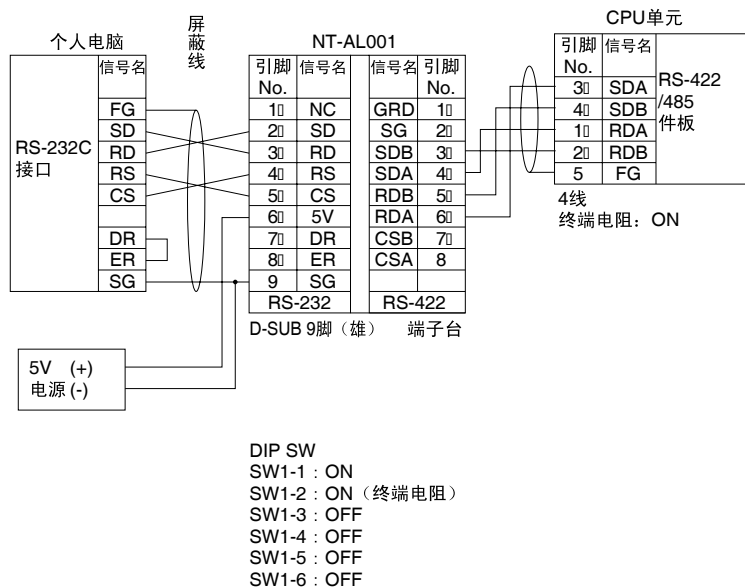 个人电脑
RS-232C
接口
信号名
FG
SD
RD
RS
CS
DR
ER
SG
屏蔽线
NT-AL001
引脚 No. 信号名
1 NC
2 SD
3 RD
4 RS
5 CS
6 5V
7 DR
8 ER
9 SG
RS-232
D-SUB 9脚（雄）
信号名 引脚 No.
GRD 1
SG 2
SDB 3
SDA 4
RDB 5
RDA 6
CSB 7
CSA 8
RS-422
端子台
CPU单元
引脚 No. 信号名
3 SDA
4 SDB
1 RDA
2 RDB
5 FG
RS-422
/485
件板
4线
终端电阻：ON
5V (+)
电源 (-)
DIP SW
SW1-1：ON
SW1-2：ON（终端电阻）
SW1-3：OFF
SW1-4：OFF
SW1-5：OFF
SW1-6：OFF